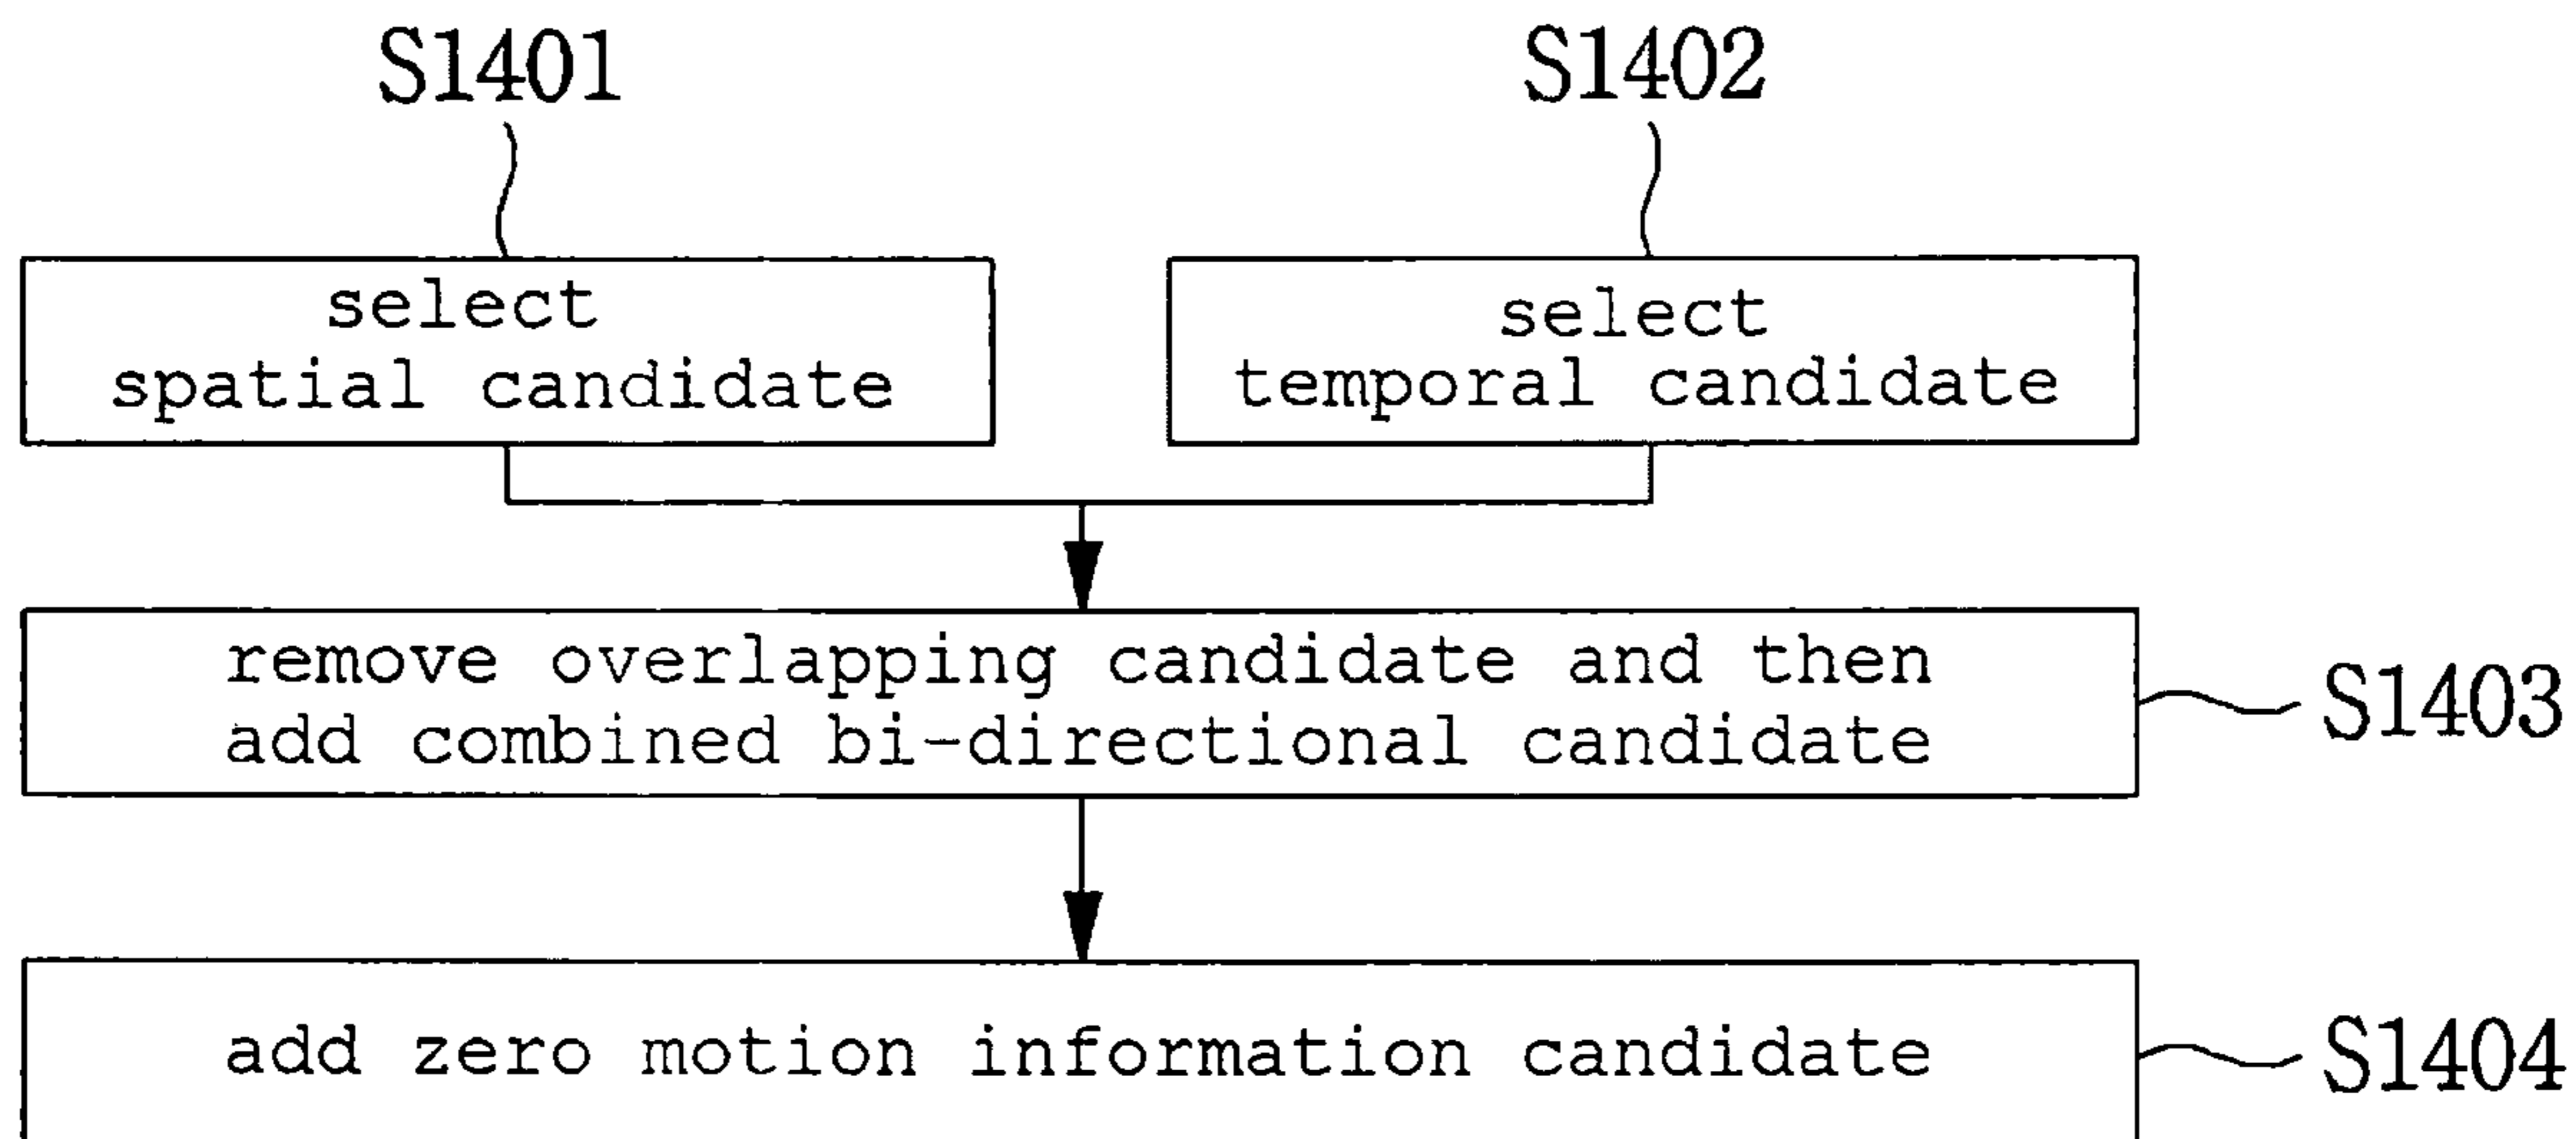 S1401
S1402
select
spatial candidate
select
temporal candidate
remove overlapping candidate and then
add combined bi-directional candidate
S1403
add zero motion information candidate
S1404